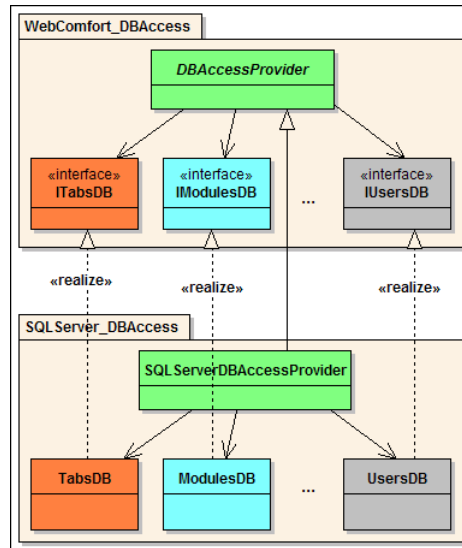 WebComfort_DBAccess
DBAccessProvider
«interface» «interface» «interface»
ITabsDB IModulesDB ... IUsersDB
«realize» «realize» «realize»
SQLServer_DBAccess
SQLServerDBAccessProvider
TabsDB ModulesDB ... UsersDB